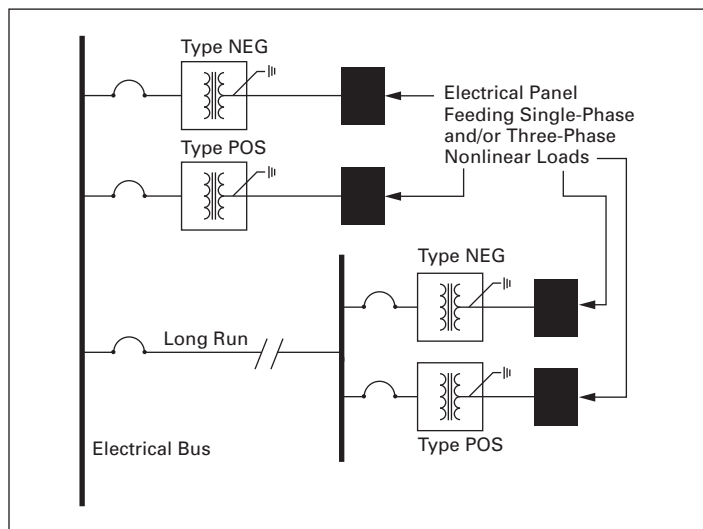 Type NEG
Electrical Panel
Feeding Single-Phase
and/or Three-Phase
Nonlinear Loads
Type POS
Type NEG
Long Run
Electrical Bus
Type POS